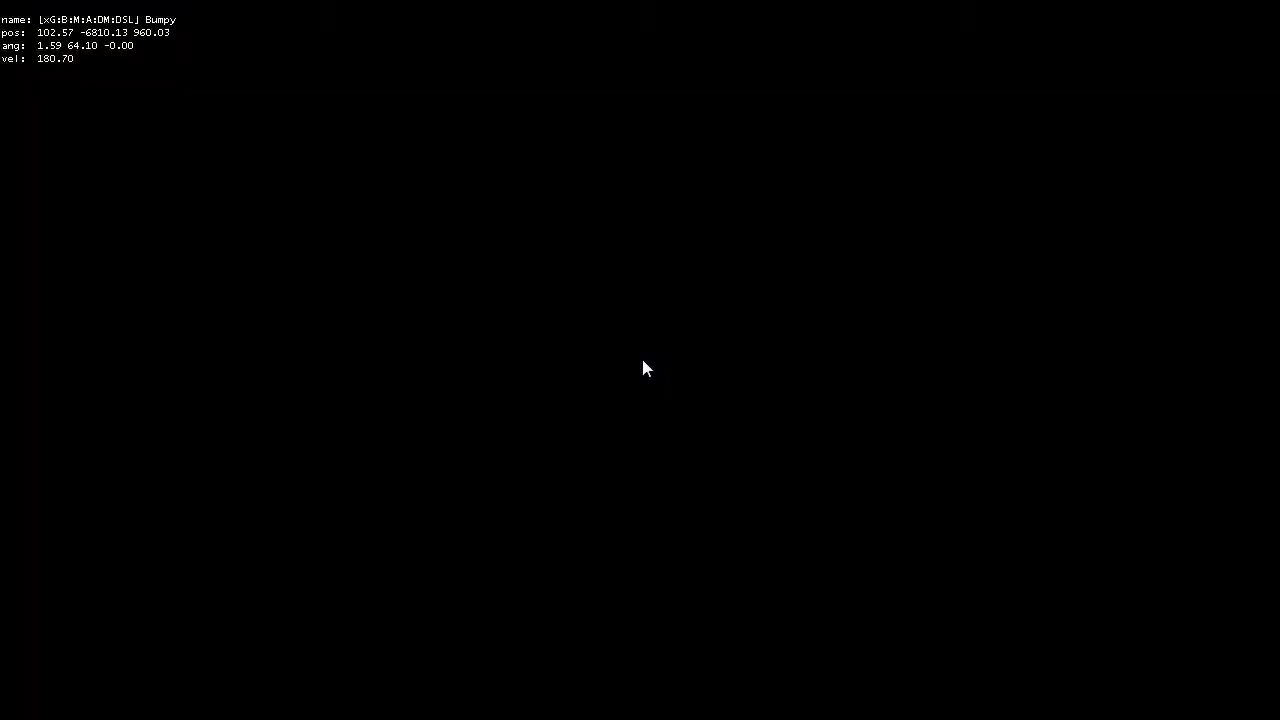 name: [xG:B:M:A:DM:DSL] Bumpy
pos: 102.57 -6810.13 960.03
ang: 1.59 64.10 -0.00
vel: 180.70